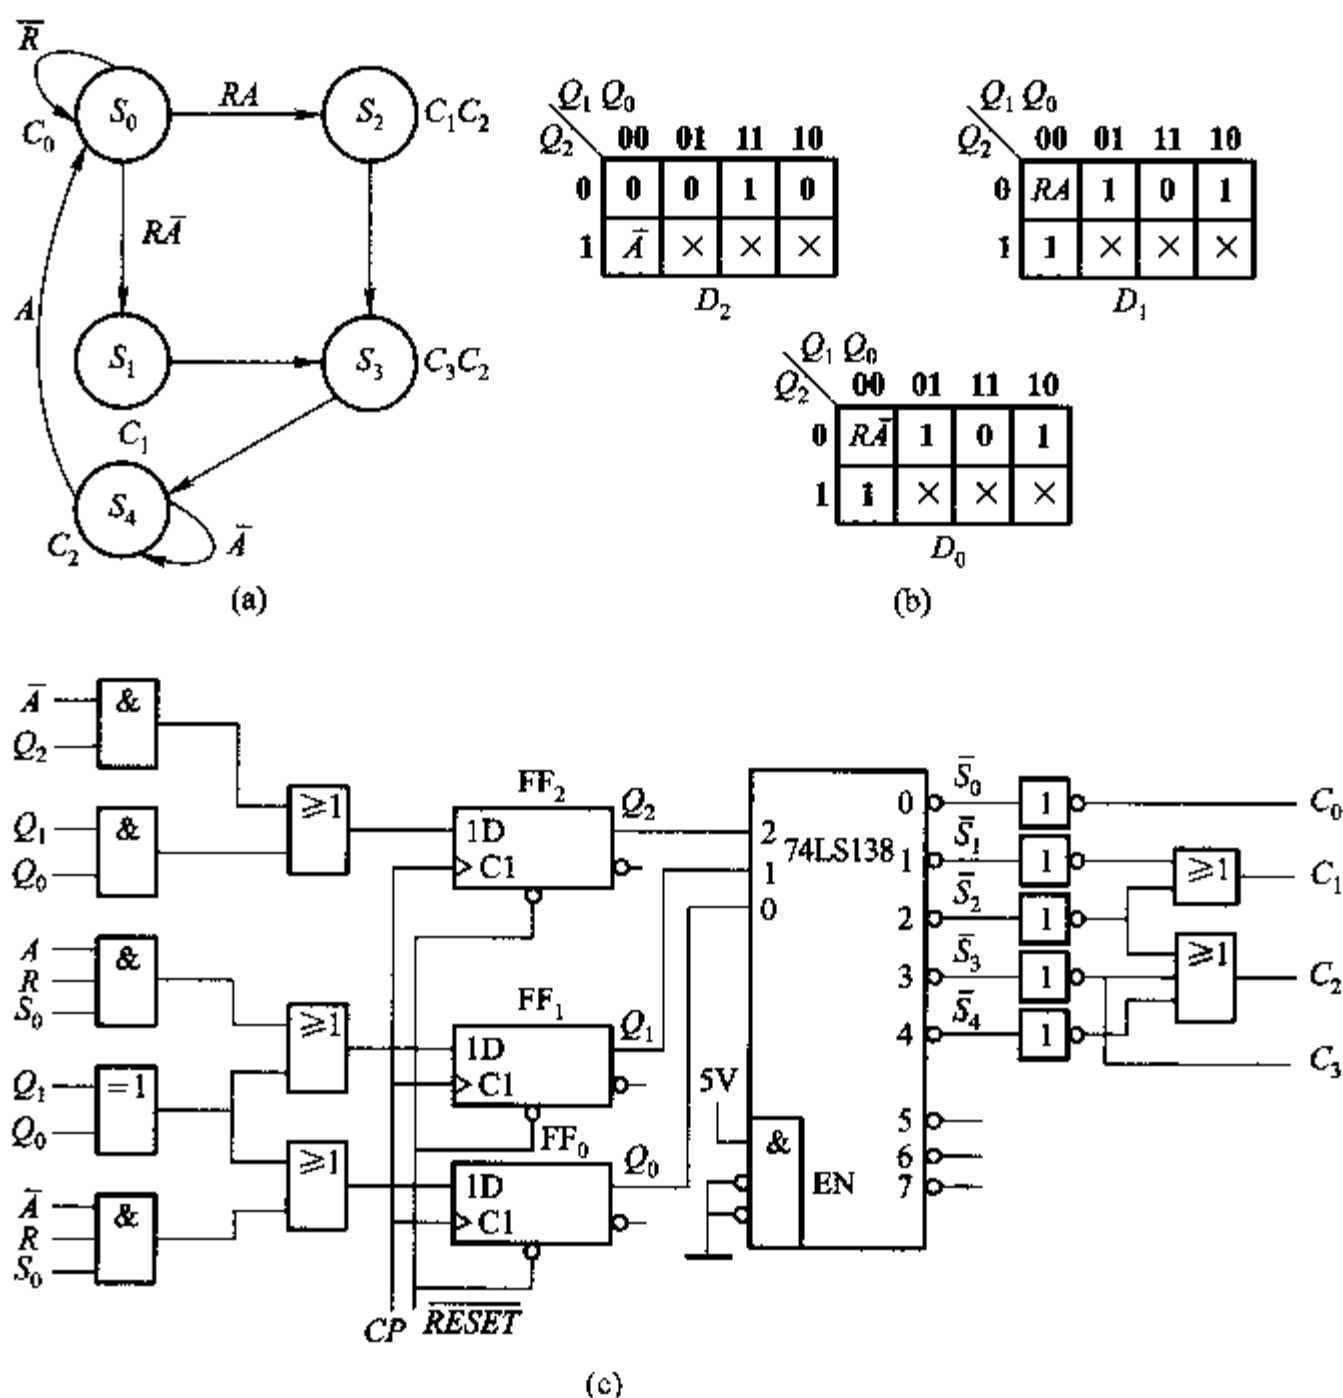 R̅
S₀ RA S₂ C₁C₂
C₀
RA̅
A
S₁ S₃ C₃C₂
C₁
S₄ A̅
C₂
(a)
Q₁ Q₀
Q₂ 00 01 11 10
0 0 0 1 0
1 A̅ × × ×
D₂
Q₁ Q₀
Q₂ 00 01 11 10
0 RA 1 0 1
1 1 × × ×
D₁
Q₁ Q₀
Q₂ 00 01 11 10
0 RA̅ 1 0 1
1 1 × × ×
D₀
(b)
A̅ &
Q₂
Q₁ &
Q₀
≥1
A &
R
S₀
≥1
Q₁ =1
Q₀
≥1
A̅ &
R
S₀
FF₂
1D Q₂
C1
FF₁
1D Q₁
C1
FF₀
1D Q₀
C1
CP R̅E̅S̅E̅T̅
2 74LS138
1
0
5V
&
EN
0 S̅₀ 1 C₀
1 S̅₁ 1 ≥1 C₁
2 S̅₂ 1
3 S̅₃ 1 ≥1 C₂
4 S̅₄ 1
C₃
5
6
7
(c)